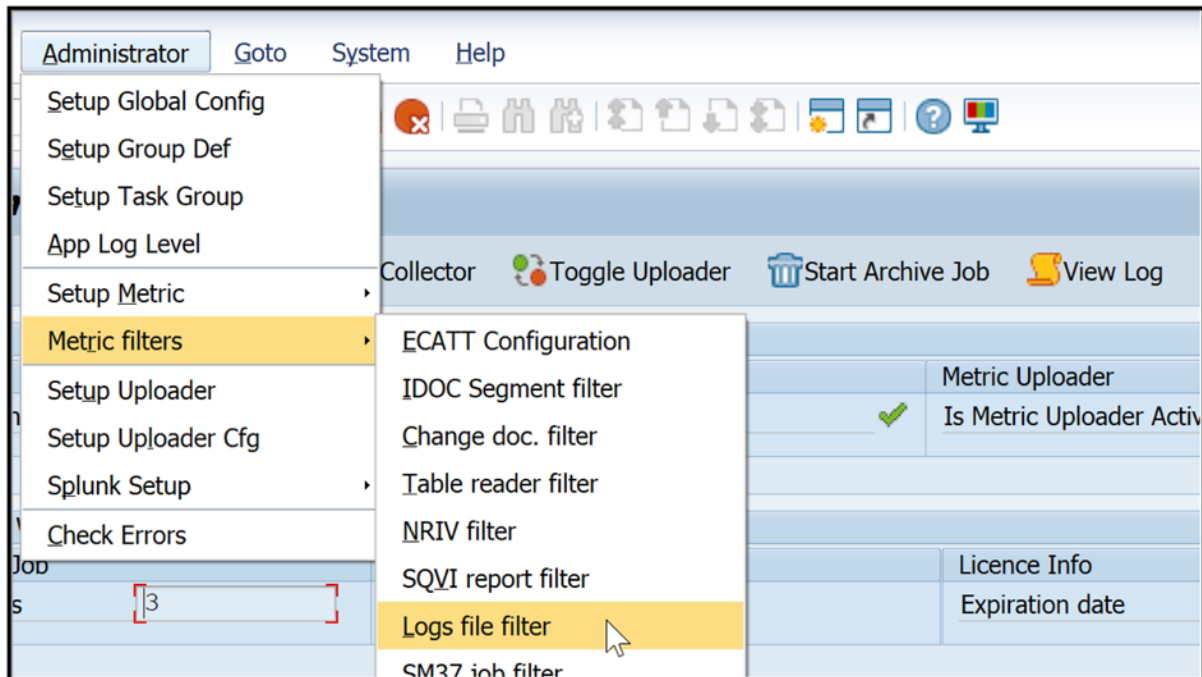 Administrator Goto System Help
Setup Global Config
Setup Group Def
Setup Task Group
App Log Level
Collector Toggle Uploader Start Archive Job View Log
Setup Metric
Metric filters
ECATT Configuration
Setup Uploader
IDOC Segment filter
Metric Uploader
Setup Uploader Cfg
Change doc. filter
Is Metric Uploader Activ
Splunk Setup
Table reader filter
Check Errors
NRIV filter
Job
SQVI report filter
Licence Info
s 3
Logs file filter
Expiration date
SM37 job filter